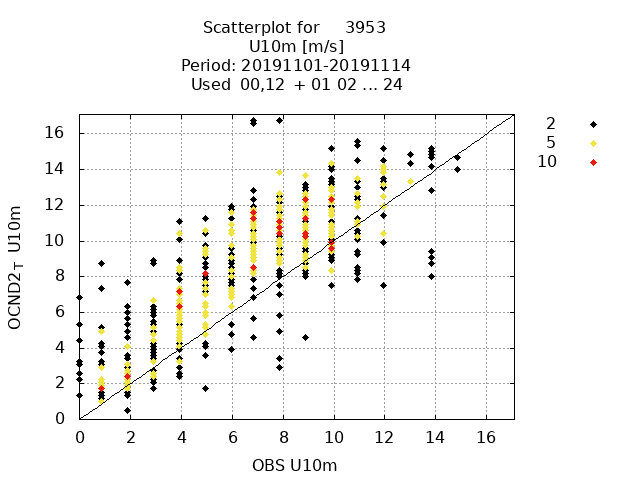 Scatterplot for 3953
U10m [m/s]
Period: 20191101-20191114
Used 00,12 + 01 02 ... 24
2
5
10
16
14
12
10
8
6
4
2
0
OCND2_T U10m
0 2 4 6 8 10 12 14 16
OBS U10m